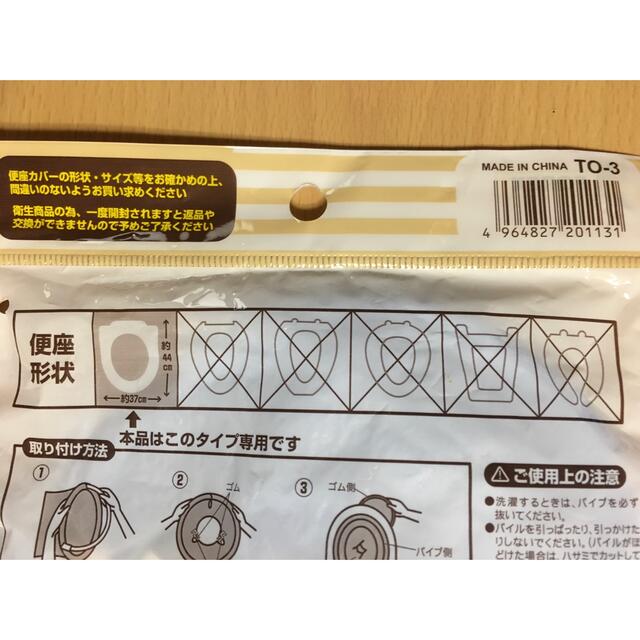 便座カバーの形状・サイズ等をお確かめの上、
間違いのないようお買い求めください
衛生商品の為、一度開封されますと返品や
交換ができませんので予めご了承ください
MADE IN CHINA TO-3
4 964827 201131
便座
形状
約44cm
約37cm
本品はこのタイプ専用です
取り付け方法
1
2
ゴム
3
ゴム側
パイプ側
ご使用上の注意
●洗濯するときは、パイプを必ず
抜いてください。
●パイルを引っぱったり、引っかけた
りしないでください。(パイルがほ
どけた場合は、ハサミでカットして